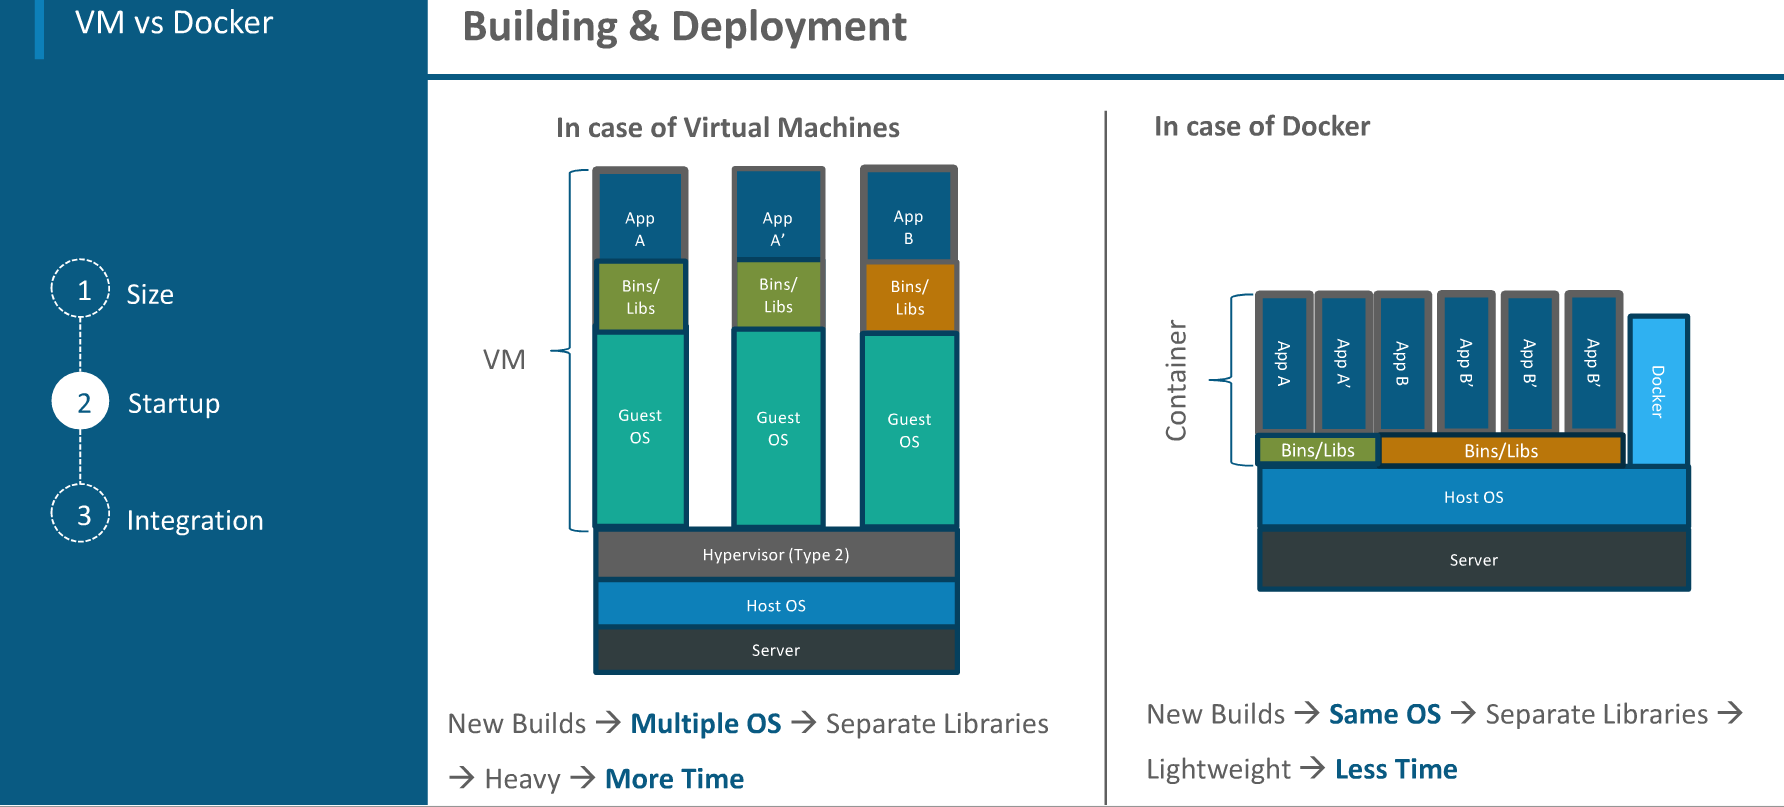 VM vs Docker
1
Size
2
Startup
3
Integration
Building & Deployment
In case of Virtual Machines
VM
App
A
App
A’
App
B
Bins/
Libs
Bins/
Libs
Bins/
Libs
Guest
OS
Guest
OS
Guest
OS
Hypervisor (Type 2)
Host OS
Server
New Builds → Multiple OS → Separate Libraries
→ Heavy → More Time
In case of Docker
Container
App A
App A’
App B
App B’
App B’
App B’
Docker
Bins/Libs
Bins/Libs
Host OS
Server
New Builds → Same OS → Separate Libraries →
Lightweight → Less Time